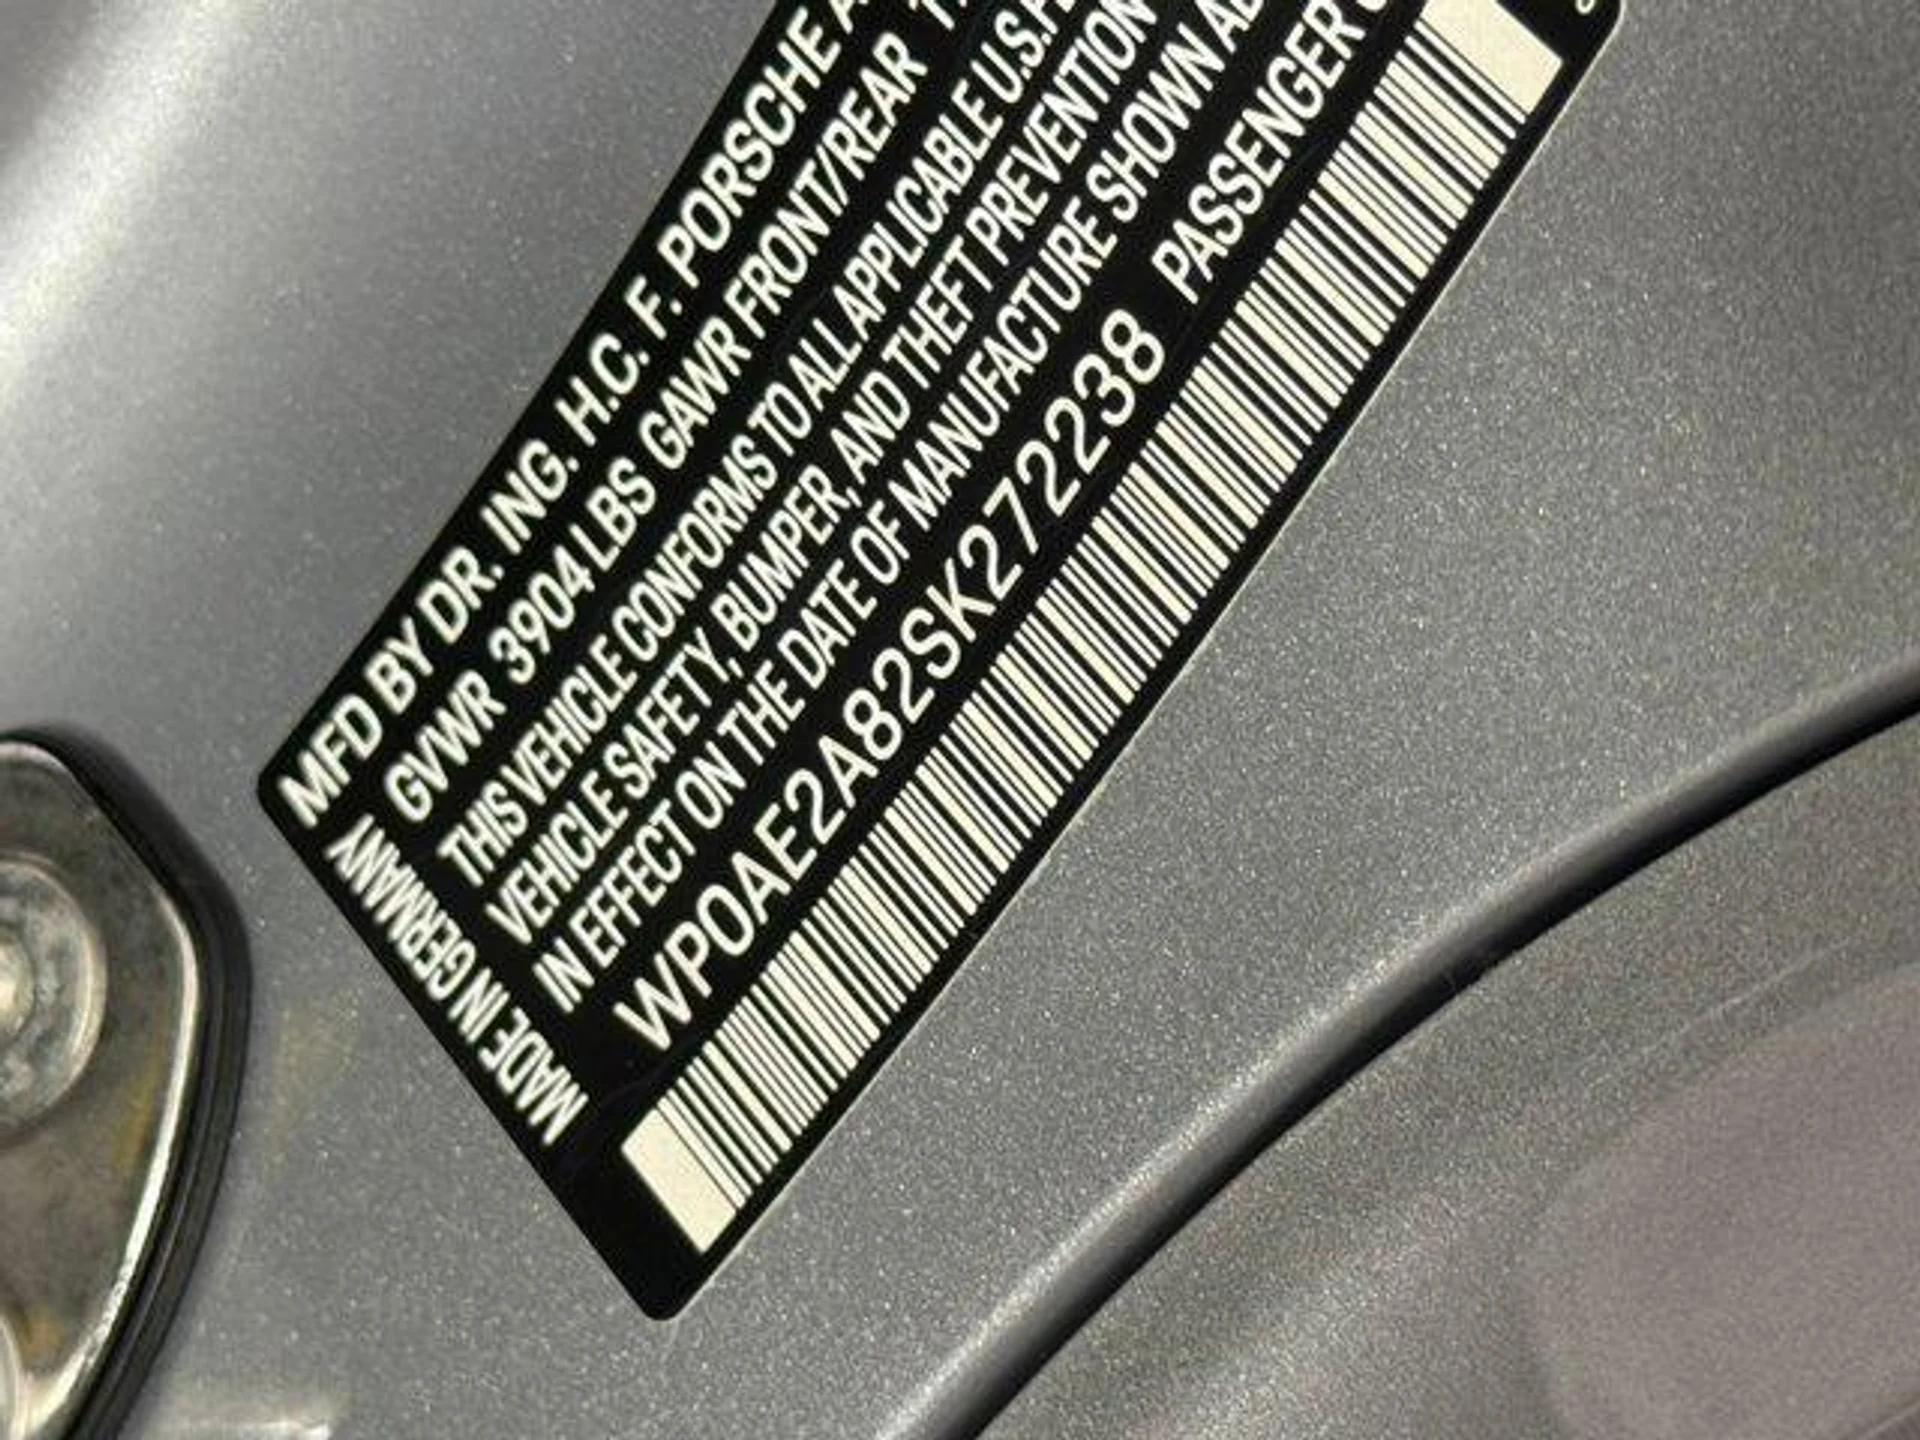 MFD BY DR. ING. H.C. F. PORSCHE
GVWR 3904 LBS GAWR FRONT/REAR
THIS VEHICLE CONFORMS TO ALL APPLICABLE U.S.
VEHICLE SAFETY, BUMPER, AND THEFT PREVENTION
IN EFFECT ON THE DATE OF MANUFACTURE SHOWN
WP0AE2A82SK272238 PASSENGER
MADE IN GERMANY